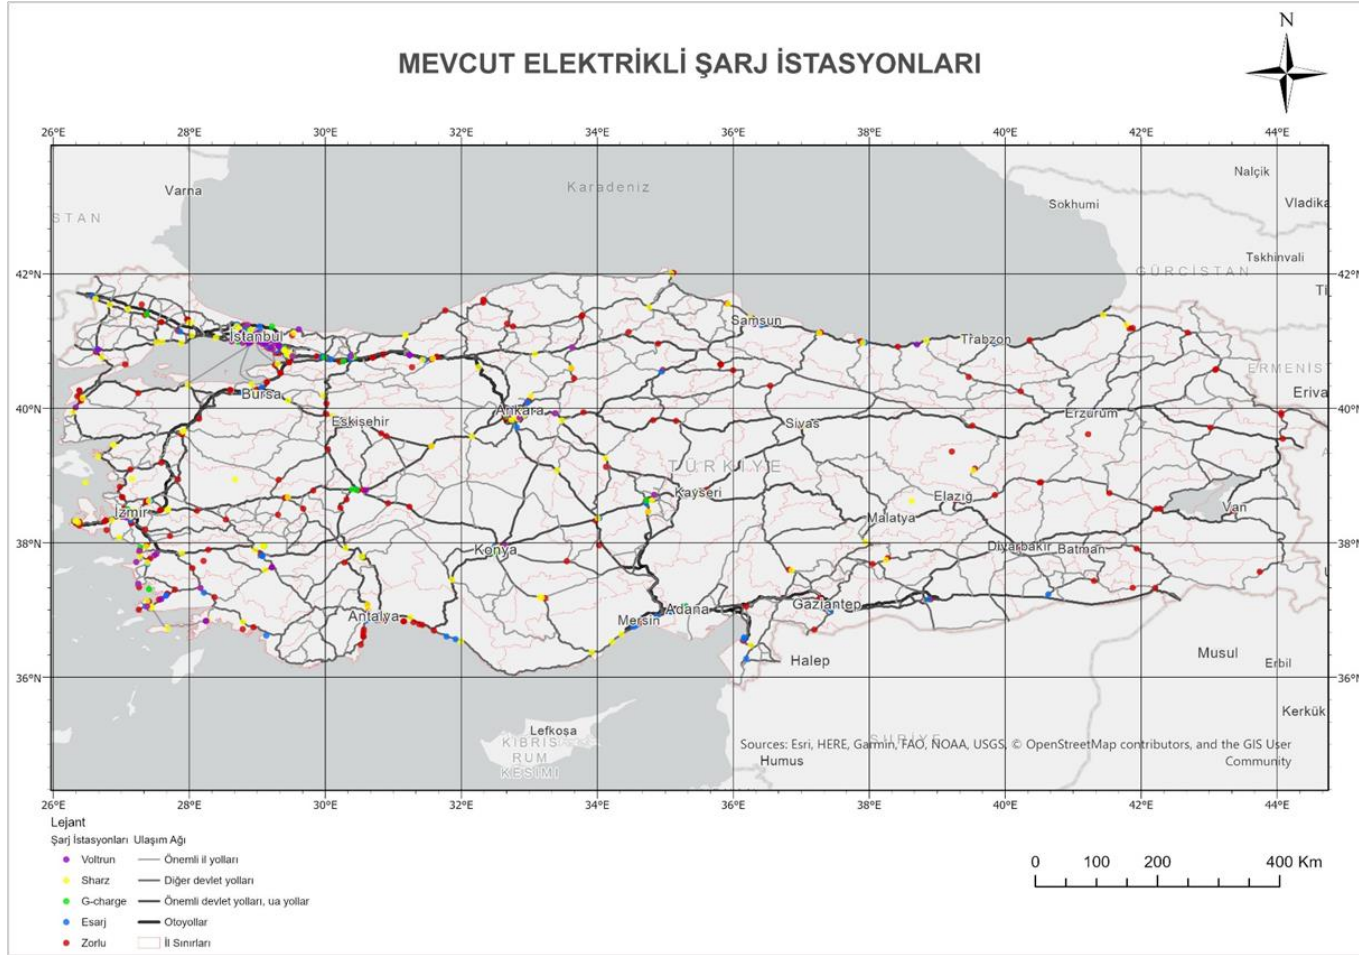 N
MEVCUT ELEKTRİKLİ ŞARJ İSTASYONLARI
26°E 28°E 30°E 32°E 34°E 36°E 38°E 40°E 42°E 44°E
Nalçik
Varna
Karadeniz
Sokhumi
Vladika
STAN
Tskhinvali
GÜRCİSTAN
42°N 42°N
Ti
Samsun
İstanbul
Trabzon
ERMENİS
Eriva
Bursa
40°N 40°N
Ankara
Erzurum
Eskişehir
Sivas
TÜRKİYE
Kayseri
Elazığ
İzmir
Malatya
Van
38°N 38°N
Konya
Diyarbakır Batman
Gaziantep
Adana
Antalya
Mersin
Halep
Musul
Erbil
36°N 36°N
Kerkük
Lefkoşa
KIBRIS
RUM
KESİMİ
SURİYE
Sources: Esri, HERE, Garmin, FAO, NOAA, USGS, © OpenStreetMap contributors, and the GIS User
Community
Humus
26°E 28°E 30°E 32°E 34°E 36°E 38°E 40°E 42°E 44°E
Lejant
Şarj İstasyonları Ulaşım Ağı
Voltrun Önemli il yolları
Sharz Diğer devlet yolları
G-charge Önemli devlet yolları, ua yollar
Esarj Otoyollar
Zorlu İl Sınırları
0 100 200 400 Km